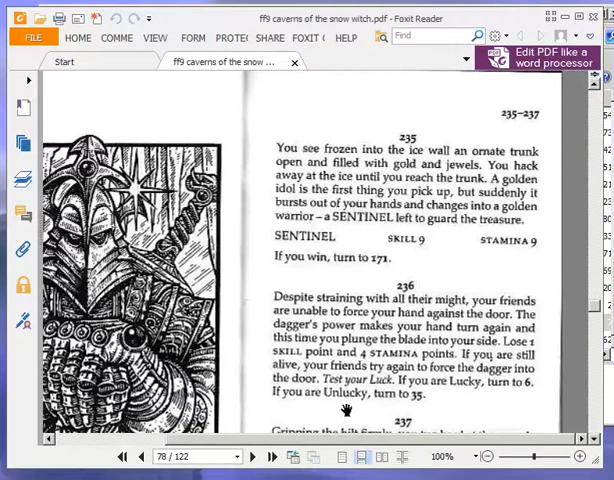 ff9 caverns of the snow witch.pdf - Foxit Reader
FILE HOME COMME VIEW FORM PROTECT SHARE FOXIT C HELP Find
Start ff9 caverns of the snow ... Edit PDF like a
word processor
235–237
235
You see frozen into the ice wall an ornate trunk
open and filled with gold and jewels. You hack
away at the ice until you reach the trunk. A golden
idol is the first thing you pick up, but suddenly it
bursts out of your hands and changes into a golden
warrior – a SENTINEL left to guard the treasure.
SENTINEL SKILL 9 STAMINA 9
If you win, turn to 171.
236
Despite straining with all their might, your friends
are unable to force your hand against the door. The
dagger's power makes your hand turn again and
this time you plunge the blade into your side. Lose 1
SKILL point and 4 STAMINA points. If you are still
alive, your friends try again to force the dagger into
the door. Test your Luck. If you are Lucky, turn to 6.
If you are Unlucky, turn to 35.
237
Gripping the hilt firmly, you
78 / 122 100%